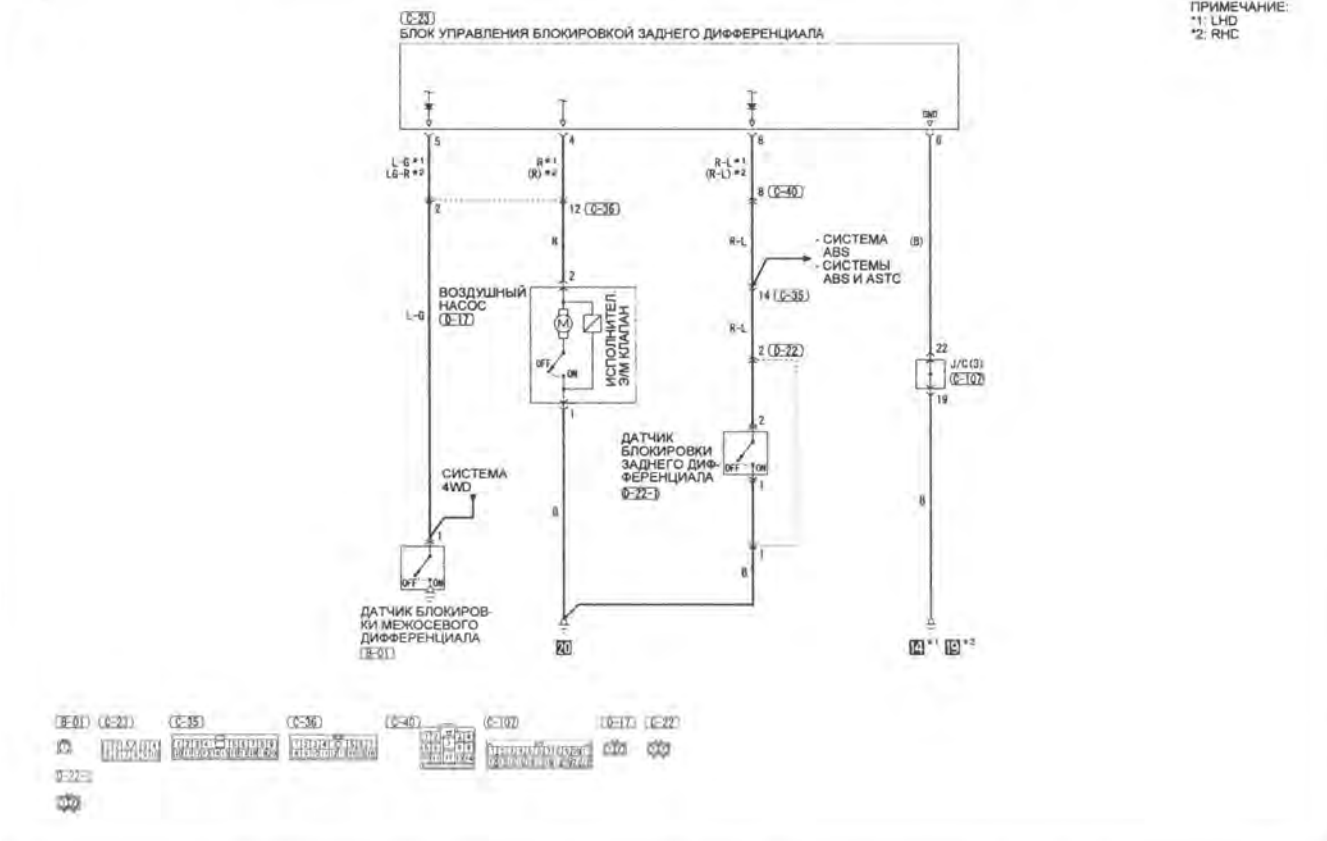 C-23
БЛОК УПРАВЛЕНИЯ БЛОКИРОВКОЙ ЗАДНЕГО ДИФФЕРЕНЦИАЛА
ПРИМЕЧАНИЕ:
*1: LHD
*2: RHD
GND
5
4
8
6
L-G *1
LG-R *2
R *1
(R) *2
R-L *1
(R-L) *2
8 (C-40)
2
12 (C-36)
R
R-L
- СИСТЕМА
ABS
- СИСТЕМЫ
ABS И ASTC
(B)
2
14 (C-35)
ВОЗДУШНЫЙ
НАСОС
D-17
M
OFF
ON
ИСПОЛНИТЕЛ.
Э/М КЛАПАН
L-G
R-L
2 (D-22)
22
J/C(3)
C-107
19
1
2
ДАТЧИК
БЛОКИРОВКИ
ЗАДНЕГО ДИФ-
ФЕРЕНЦИАЛА
D-22-1
OFF
ON
1
СИСТЕМА
4WD
B
B
1
1
B
OFF
ON
ДАТЧИК БЛОКИРОВ-
КИ МЕЖОСЕВОГО
ДИФФЕРЕНЦИАЛА
B-01
20
14 *1 19 *2
(B-01) (C-23) (C-35) (C-36) (C-40) (C-107) (D-17) (D-22)
D-22-1